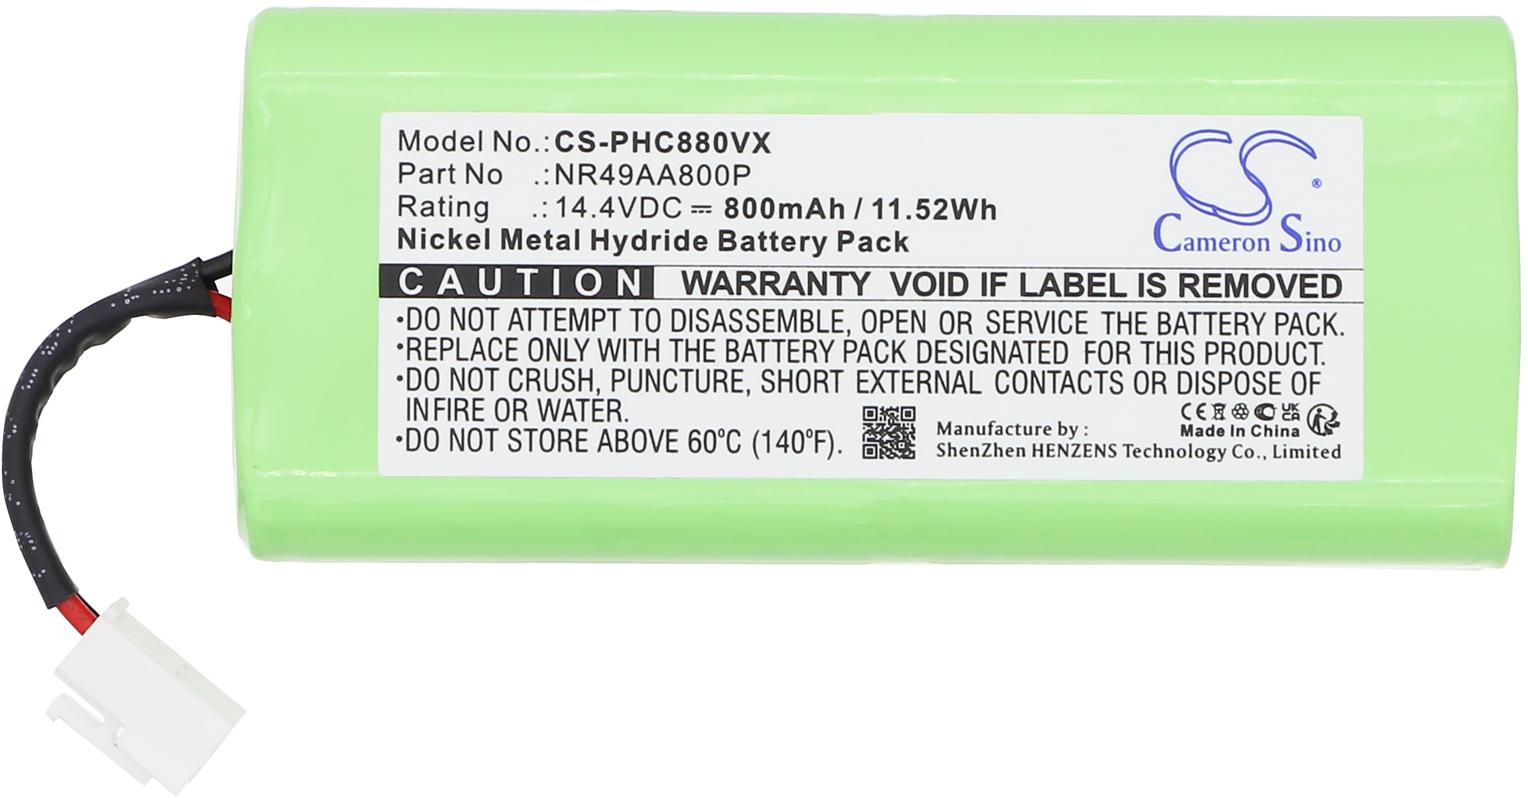 Model No.: CS-PHC880VX
Part No .: NR49AA800P
Rating .: 14.4VDC ⎓ 800mAh / 11.52Wh
Nickel Metal Hydride Battery Pack
CS ®
Cameron Sino
CAUTION WARRANTY VOID IF LABEL IS REMOVED
•DO NOT ATTEMPT TO DISASSEMBLE, OPEN OR SERVICE THE BATTERY PACK.
•REPLACE ONLY WITH THE BATTERY PACK DESIGNATED FOR THIS PRODUCT.
•DO NOT CRUSH, PUNCTURE, SHORT EXTERNAL CONTACTS OR DISPOSE OF
INFIRE OR WATER.
•DO NOT STORE ABOVE 60ºC (140ºF).
CE UKCA
Made In China
Manufacture by :
ShenZhen HENZENS Technology Co., Limited